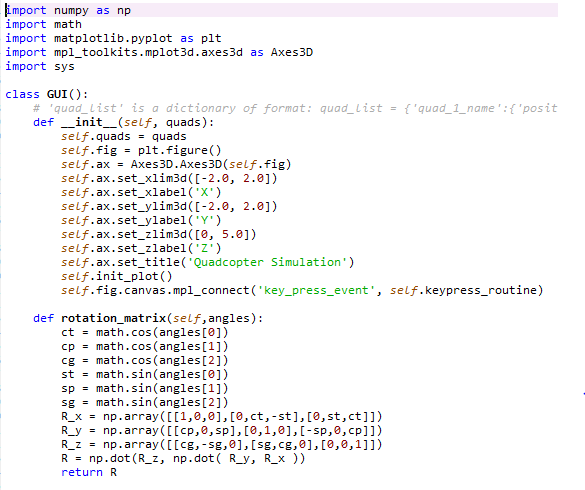 import numpy as np
import math
import matplotlib.pyplot as plt
import mpl_toolkits.mplot3d.axes3d as Axes3D
import sys

class GUI():
    # 'quad_list' is a dictionary of format: quad_list = {'quad_1_name':{'posit
    def __init__(self, quads):
        self.quads = quads
        self.fig = plt.figure()
        self.ax = Axes3D.Axes3D(self.fig)
        self.ax.set_xlim3d([-2.0, 2.0])
        self.ax.set_xlabel('X')
        self.ax.set_ylim3d([-2.0, 2.0])
        self.ax.set_ylabel('Y')
        self.ax.set_zlim3d([0, 5.0])
        self.ax.set_zlabel('Z')
        self.ax.set_title('Quadcopter Simulation')
        self.init_plot()
        self.fig.canvas.mpl_connect('key_press_event', self.keypress_routine)

    def rotation_matrix(self,angles):
        ct = math.cos(angles[0])
        cp = math.cos(angles[1])
        cg = math.cos(angles[2])
        st = math.sin(angles[0])
        sp = math.sin(angles[1])
        sg = math.sin(angles[2])
        R_x = np.array([[1,0,0],[0,ct,-st],[0,st,ct]])
        R_y = np.array([[cp,0,sp],[0,1,0],[-sp,0,cp]])
        R_z = np.array([[cg,-sg,0],[sg,cg,0],[0,0,1]])
        R = np.dot(R_z, np.dot( R_y, R_x ))
        return R